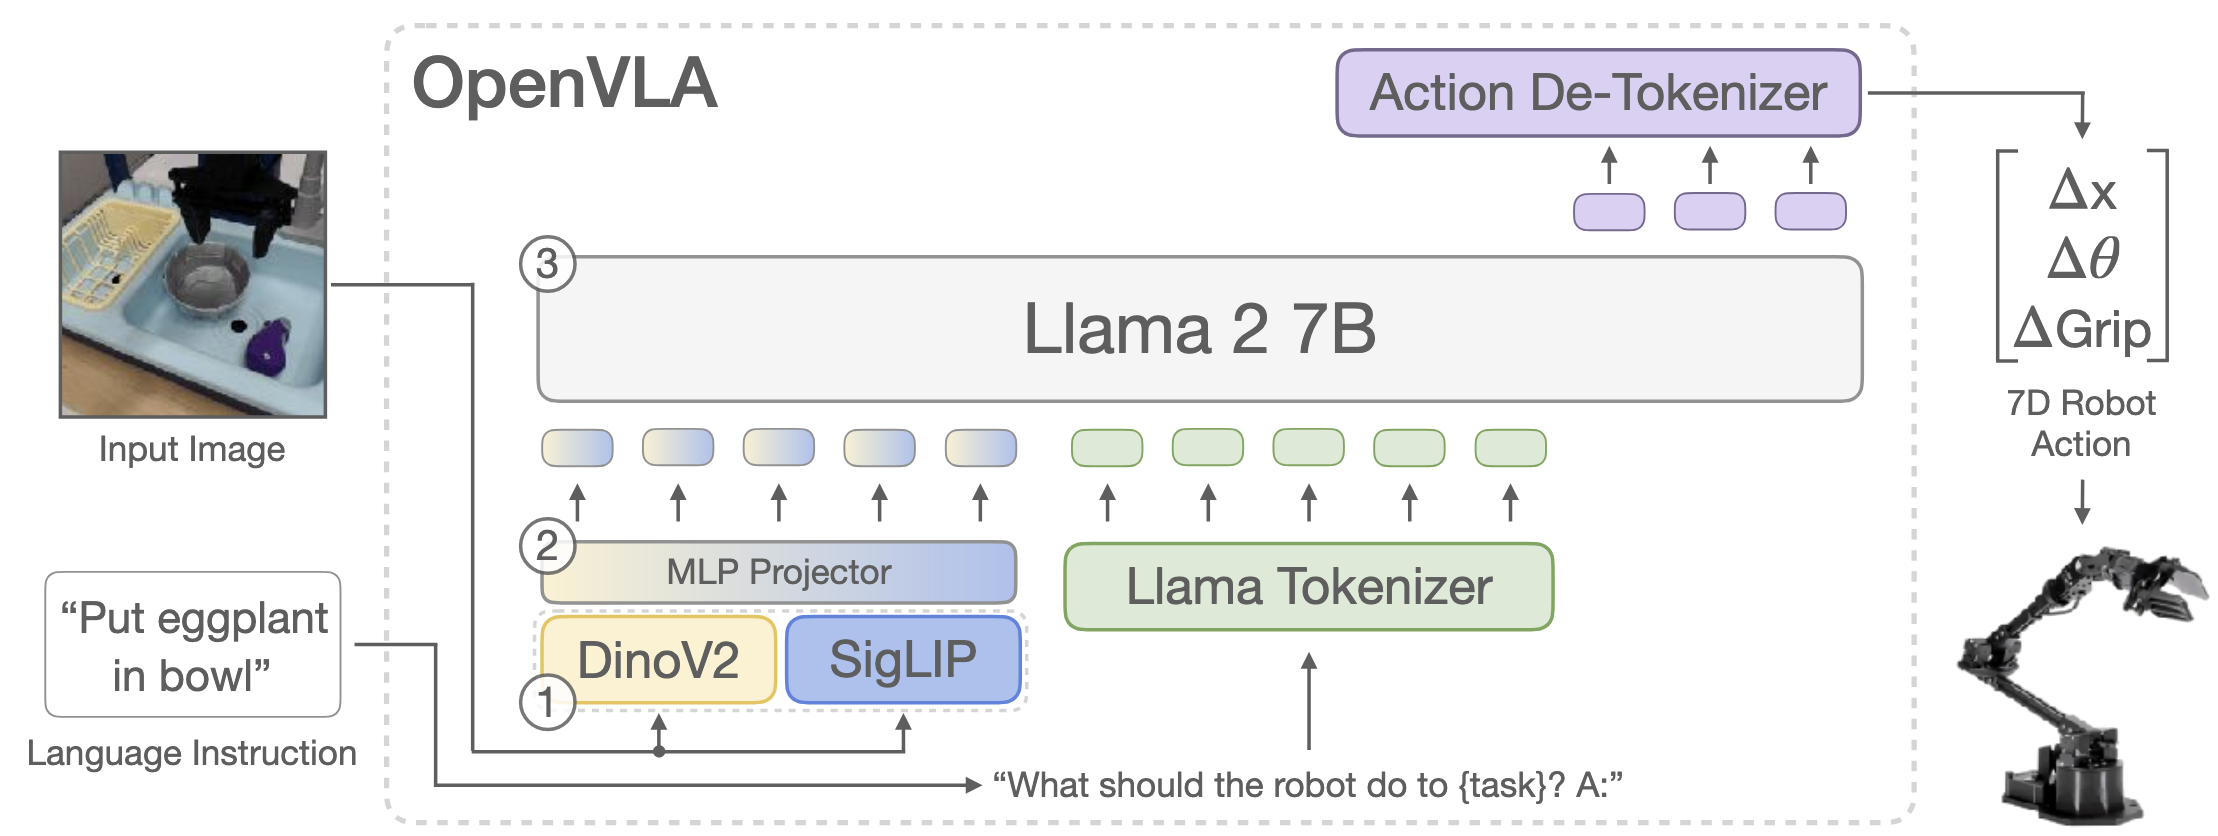 OpenVLA
Action De-Tokenizer
Δx
Δθ
ΔGrip
7D Robot
Action
3
Llama 2 7B
Input Image
2
MLP Projector
Llama Tokenizer
1
DinoV2
SigLIP
“Put eggplant
in bowl”
Language Instruction
“What should the robot do to {task}? A:”